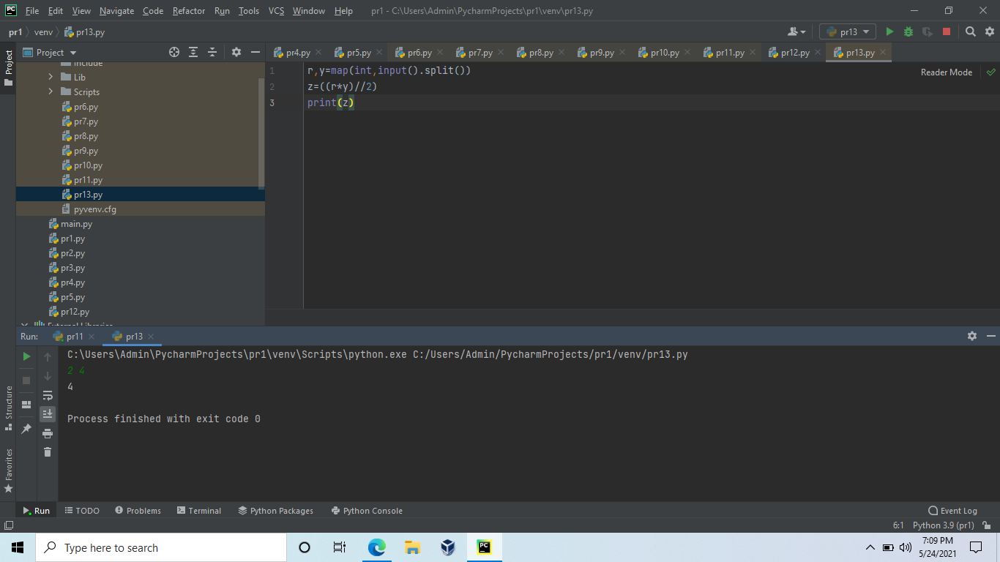 PC File Edit View Navigate Code Refactor Run Tools VCS Window Help pr1 - C:\Users\Admin\PycharmProjects\pr1\venv\pr13.py
pr1 venv pr13.py pr13
Project pr4.py pr5.py pr6.py pr7.py pr8.py pr9.py pr10.py pr11.py pr12.py pr13.py
Project
include
Lib
Scripts
pr6.py
pr7.py
pr8.py
pr9.py
pr10.py
pr11.py
pr13.py
pyvenv.cfg
main.py
pr1.py
pr2.py
pr3.py
pr4.py
pr5.py
pr12.py
External Libraries
1 r,y=map(int,input().split())
2 z=((r*y)//2)
3 print(z)
Reader Mode
Run: pr11 pr13
C:\Users\Admin\PycharmProjects\pr1\venv\Scripts\python.exe C:/Users/Admin/PycharmProjects/pr1/venv/pr13.py
2 4
4
Process finished with exit code 0
Structure
Favorites
Run TODO Problems Terminal Python Packages Python Console Event Log
6:1 Python 3.9 (pr1)
Type here to search
PC
7:09 PM
5/24/2021